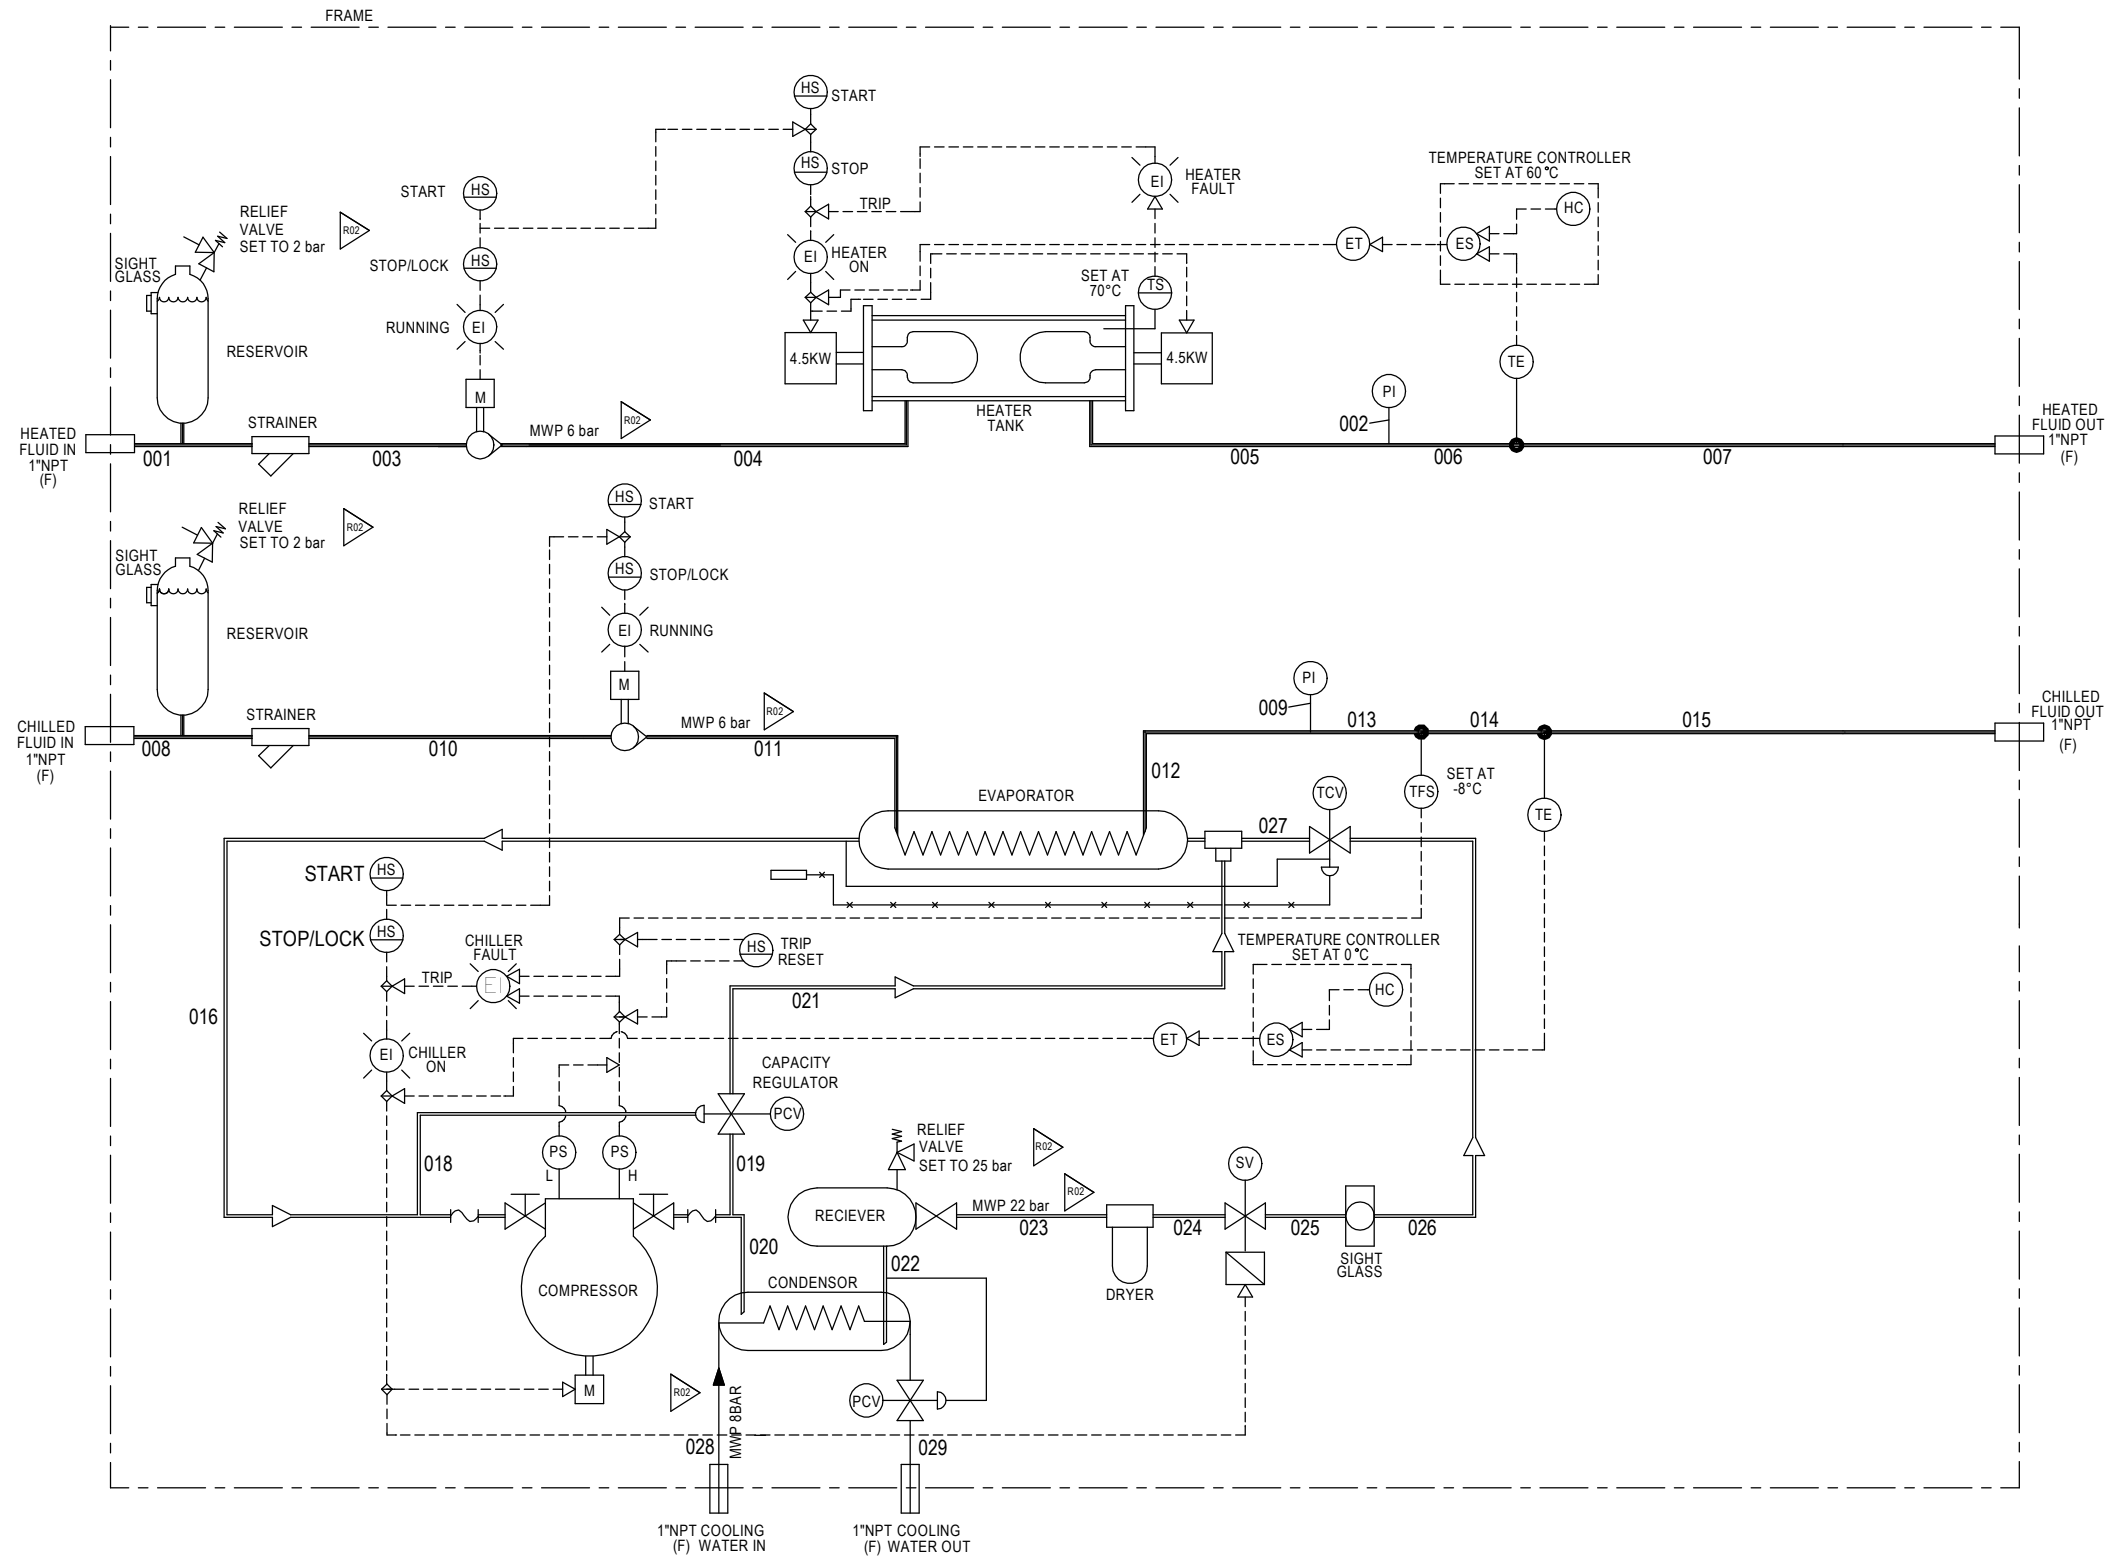 FRAME
HS
START
HS
STOP
TRIP
EI
HEATER
ON
EI
HEATER
FAULT
SET AT
70°C
TS
4.5KW
4.5KW
HEATER
TANK
TEMPERATURE CONTROLLER
SET AT 60°C
HC
ES
ET
TE
START
HS
STOP/LOCK
HS
RUNNING
EI
M
RELIEF
VALVE
SET TO 2 bar
R02
SIGHT
GLASS
RESERVOIR
STRAINER
HEATED
FLUID IN
1"NPT
(F)
001
003
MWP 6 bar
R02
004
005
PI
002
006
007
HEATED
FLUID OUT
1"NPT
(F)
RELIEF
VALVE
SET TO 2 bar
R02
SIGHT
GLASS
RESERVOIR
STRAINER
HS
START
HS
STOP/LOCK
EI
RUNNING
M
CHILLED
FLUID IN
1"NPT
(F)
008
010
MWP 6 bar
R02
011
012
PI
009
013
014
015
CHILLED
FLUID OUT
1"NPT
(F)
TFS
SET AT
-8°C
TE
EVAPORATOR
027
TCV
START
HS
STOP/LOCK
HS
CHILLER
FAULT
EI
TRIP
HS
TRIP
RESET
EI
CHILLER
ON
TEMPERATURE CONTROLLER
SET AT 0°C
HC
ES
ET
016
021
CAPACITY
REGULATOR
PCV
018
019
PS
L
PS
H
COMPRESSOR
M
020
RELIEF
VALVE
SET TO 25 bar
R02
RECIEVER
MWP 22 bar
R02
023
DRYER
024
SV
025
SIGHT
GLASS
026
022
CONDENSOR
PCV
R02
MWP 8BAR
028
029
1"NPT COOLING
(F) WATER IN
1"NPT COOLING
(F) WATER OUT